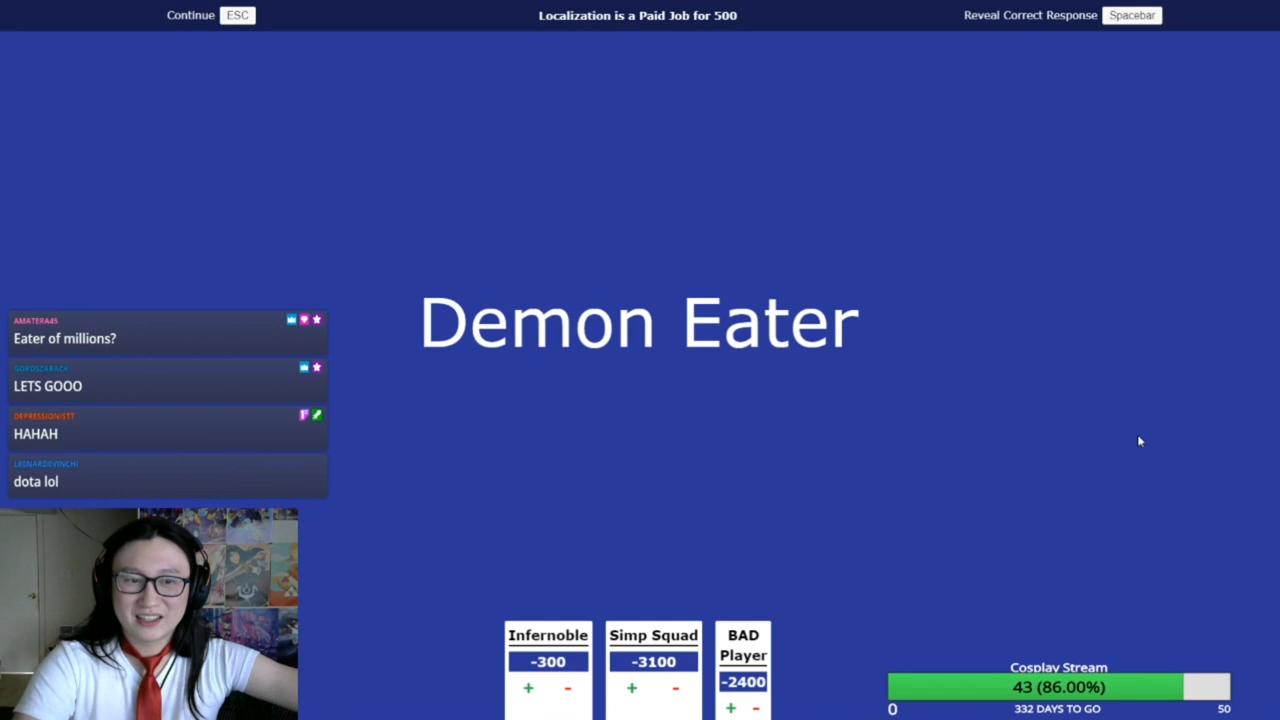 Continue ESC
Localization is a Paid Job for 500
Reveal Correct Response Spacebar
Demon Eater
AMATERA45
Eater of millions?
GORDSZARACK
LETS GOOO
DEPRESSIONISTT
HAHAH
LEONARDEVINCHI
dota lol
Infernoble
-300
+ -
Simp Squad
-3100
+ -
BAD
Player
-2400
+ -
Cosplay Stream
43 (86.00%)
0 332 DAYS TO GO 50